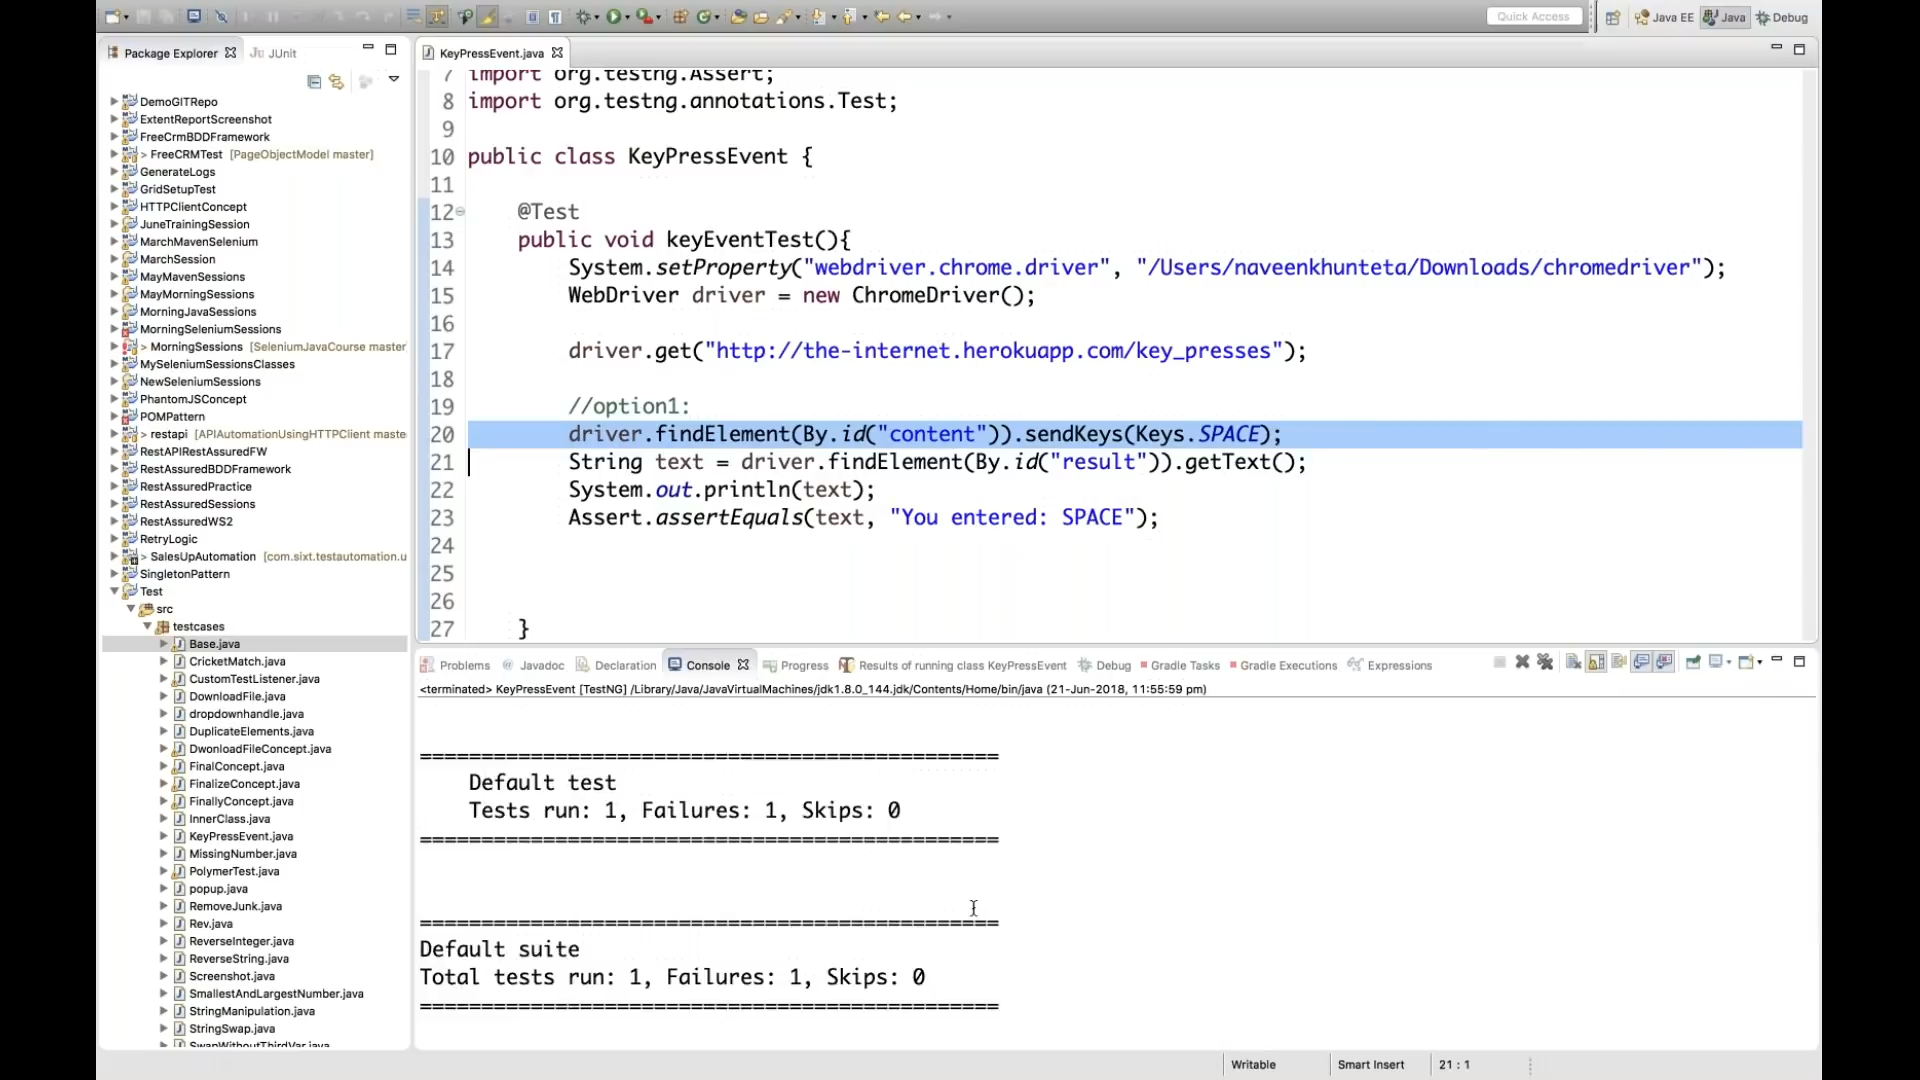 Quick Access
Java EE
Java
Debug
Package Explorer
JUnit
DemoGITRepo
ExtentReportScreenshot
FreeCrmBDDFramework
> FreeCRMTest [PageObjectModel master]
GenerateLogs
GridSetupTest
HTTPClientConcept
JuneTrainingSession
MarchMavenSelenium
MarchSession
MayMavenSessions
MayMorningSessions
MorningJavaSessions
MorningSeleniumSessions
> MorningSessions [SeleniumJavaCourse master
MySeleniumSessionsClasses
NewSeleniumSessions
PhantomJSConcept
POMPattern
> restapi [APIAutomationUsingHTTPClient maste
RestAPIRestAssuredFW
RestAssuredBDDFramework
RestAssuredPractice
RestAssuredSessions
RestAssuredWS2
RetryLogic
> SalesUpAutomation [com.sixt.testautomation.u
SingletonPattern
Test
src
testcases
Base.java
CricketMatch.java
CustomTestListener.java
DownloadFile.java
dropdownhandle.java
DuplicateElements.java
DwonloadFileConcept.java
FinalConcept.java
FinalizeConcept.java
FinallyConcept.java
InnerClass.java
KeyPressEvent.java
MissingNumber.java
PolymerTest.java
popup.java
RemoveJunk.java
Rev.java
ReverseInteger.java
ReverseString.java
Screenshot.java
SmallestAndLargestNumber.java
StringManipulation.java
StringSwap.java
SwapWithoutThirdVar.java
KeyPressEvent.java
7 import org.testng.Assert;
8 import org.testng.annotations.Test;
9
10 public class KeyPressEvent {
11
12 @Test
13 public void keyEventTest(){
14 System.setProperty("webdriver.chrome.driver", "/Users/naveenkhunteta/Downloads/chromedriver");
15 WebDriver driver = new ChromeDriver();
16
17 driver.get("http://the-internet.herokuapp.com/key_presses");
18
19 //option1:
20 driver.findElement(By.id("content")).sendKeys(Keys.SPACE);
21 String text = driver.findElement(By.id("result")).getText();
22 System.out.println(text);
23 Assert.assertEquals(text, "You entered: SPACE");
24
25
26
27 }
Problems
@ Javadoc
Declaration
Console
Progress
Results of running class KeyPressEvent
Debug
Gradle Tasks
Gradle Executions
Expressions
<terminated> KeyPressEvent [TestNG] /Library/Java/JavaVirtualMachines/jdk1.8.0_144.jdk/Contents/Home/bin/java (21-Jun-2018, 11:55:59 pm)
===============================================
Default test
Tests run: 1, Failures: 1, Skips: 0
===============================================
===============================================
Default suite
Total tests run: 1, Failures: 1, Skips: 0
===============================================
Writable
Smart Insert
21 : 1